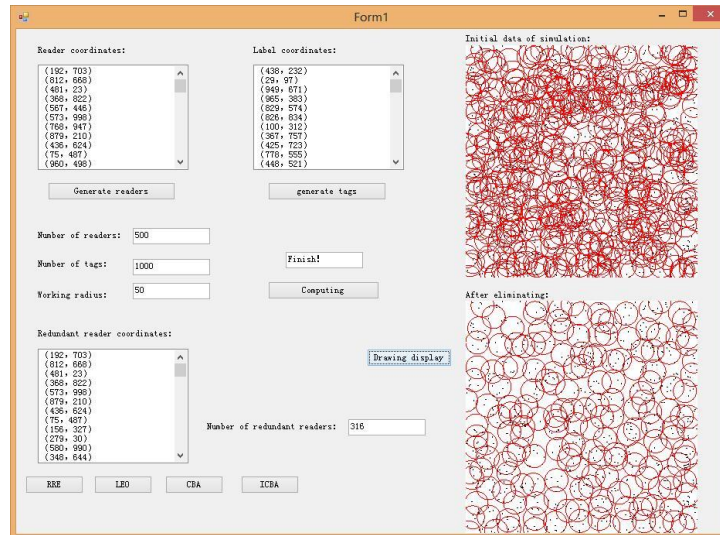 Form1
Reader coordinates:
(192, 703)
(812, 668)
(481, 23)
(368, 822)
(567, 446)
(573, 998)
(768, 947)
(879, 210)
(436, 624)
(75, 487)
(960, 498)
Generate readers
Label coordinates:
(438, 232)
(29, 97)
(949, 671)
(965, 383)
(829, 574)
(826, 834)
(100, 312)
(367, 757)
(425, 723)
(778, 555)
(448, 521)
generate tags
Initial data of simulation:
Number of readers: 500
Number of tags: 1000
Working radius: 50
Finish!
Computing
After eliminating:
Redundant reader coordinates:
(192, 703)
(812, 668)
(481, 23)
(368, 822)
(573, 998)
(879, 210)
(436, 624)
(75, 487)
(156, 327)
(279, 30)
(580, 990)
(348, 644)
Drawing display
Number of redundant readers: 316
RRE LEO CBA ICBA